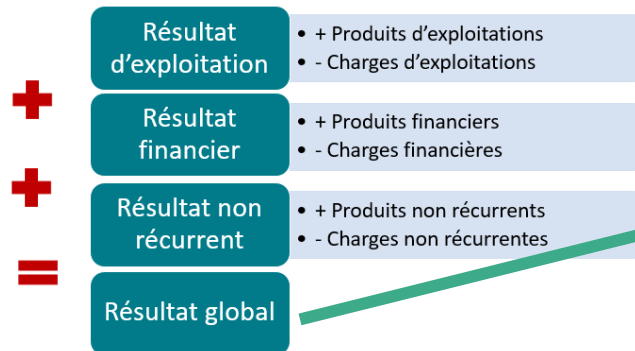 Résultat
d’exploitation
• + Produits d’exploitations
• - Charges d’exploitations
+
Résultat
financier
• + Produits financiers
• - Charges financières
+
Résultat non
récurrent
• + Produits non récurrents
• - Charges non récurrentes
=
Résultat global